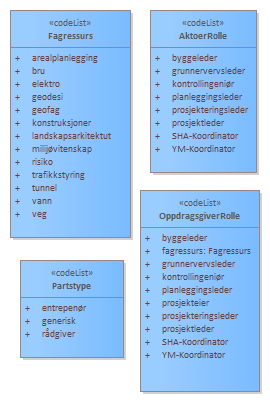 «codeList»
Fagressurs
+ arealplanlegging
+ bru
+ elektro
+ geodesi
+ geofag
+ konstruksjoner
+ landskapsarkitektut
+ miljøvitenskap
+ risiko
+ trafikkstyring
+ tunnel
+ vann
+ veg
«codeList»
AktoerRolle
+ byggeleder
+ grunnervervsleder
+ kontrollingeniør
+ planleggingsleder
+ prosjekteringsleder
+ prosjektleder
+ SHA-Koordinator
+ YM-Koordinator
«codeList»
OppdragsgiverRolle
+ byggeleder
+ fagressurs: Fagressurs
+ grunnervervsleder
+ kontrollingeniør
+ planleggingsleder
+ prosjekteier
+ prosjekteringsleder
+ prosjektleder
+ SHA-Koordinator
+ YM-Koordinator
«codeList»
Partstype
+ entrepenør
+ generisk
+ rådgiver